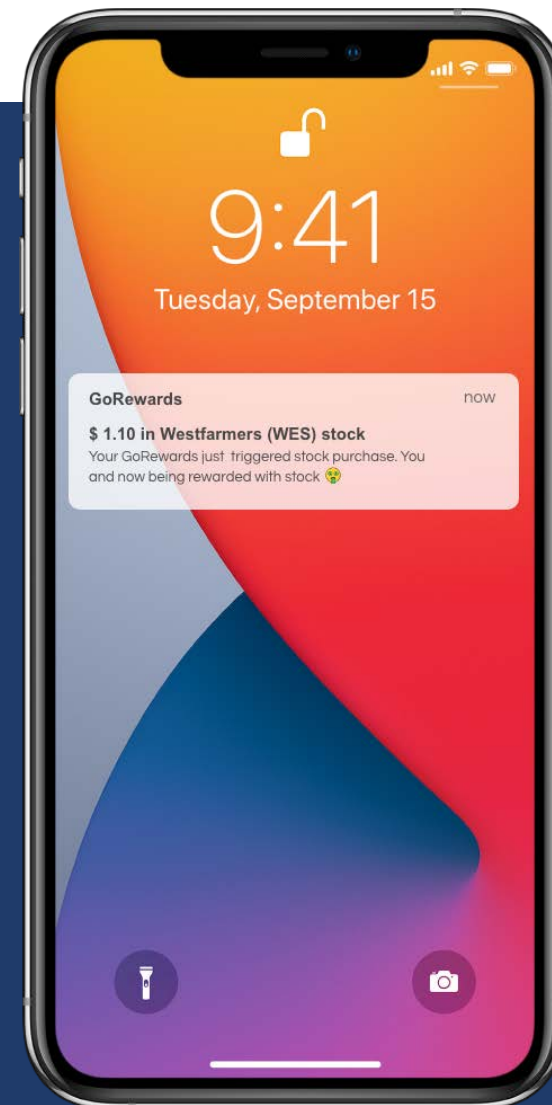 9:41
Tuesday, September 15
GoRewards now
$ 1.10 in Westfarmers (WES) stock
Your GoRewards just triggered stock purchase. You
and now being rewarded with stock 🤑